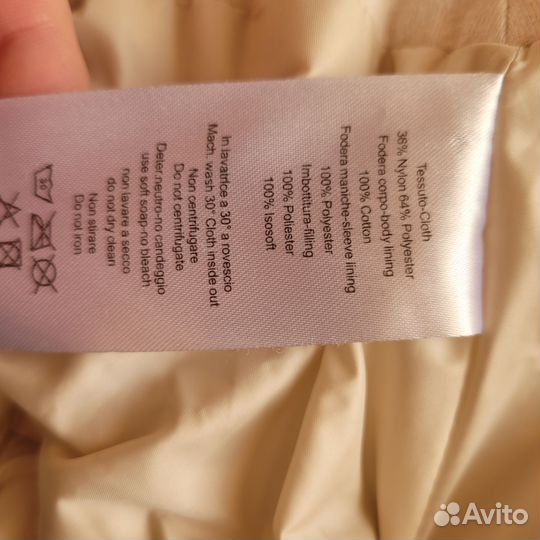 Tessuto-Cloth
36% Nylon 64% Polyester
Fodera corpo-body lining
100% Cotton
Fodera maniche-sleeve lining
100% Polyester
Imbottitura-filling
100% Poliester
100% Isosoft
In lavatrice a 30° a rovescio
Mach. wash 30° Cloth inside out
Non centrifugare
Do not centrifugate
Deter.neutro-no candeggio
use soft soap-no bleach
non lavare a secco
do not dry clean
Non stirare
Do not iron
30
Avito